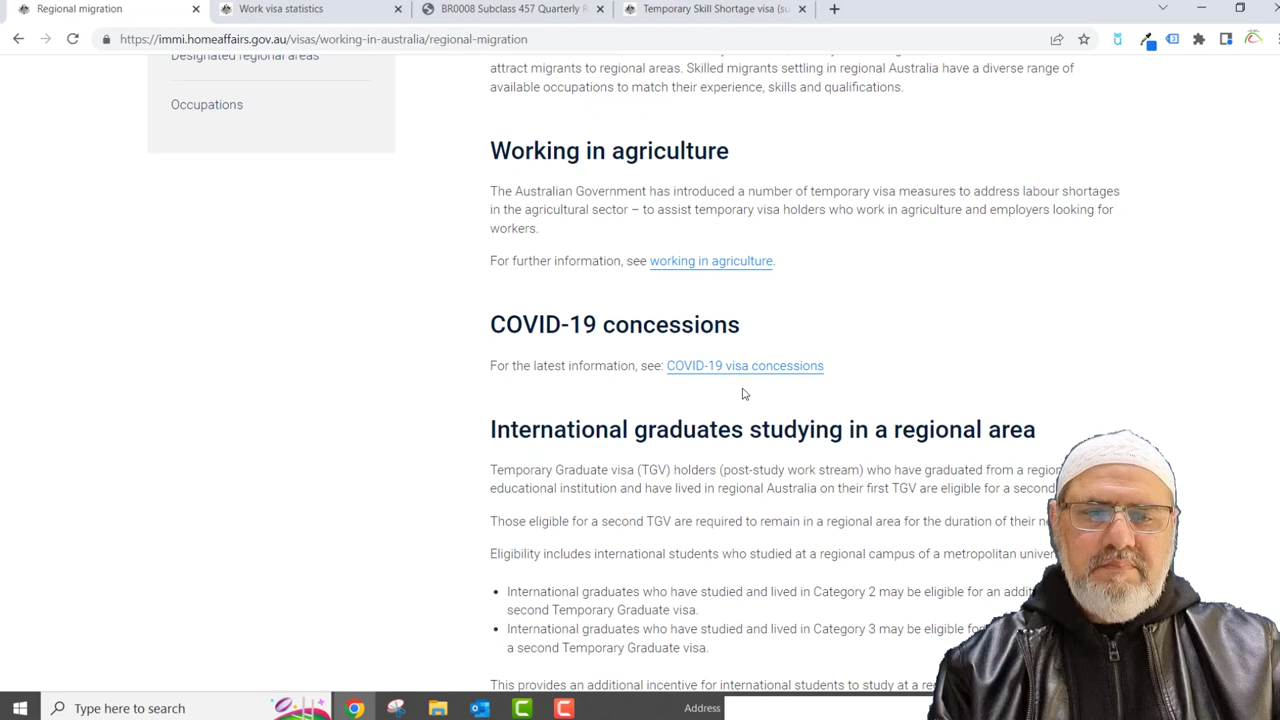 Regional migration
Work visa statistics
BR0008 Subclass 457 Quarterly
Temporary Skill Shortage visa (su
https://immi.homeaffairs.gov.au/visas/working-in-australia/regional-migration
Designated regional areas
Occupations
attract migrants to regional areas. Skilled migrants settling in regional Australia have a diverse range of
available occupations to match their experience, skills and qualifications.
Working in agriculture
The Australian Government has introduced a number of temporary visa measures to address labour shortages
in the agricultural sector – to assist temporary visa holders who work in agriculture and employers looking for
workers.
For further information, see working in agriculture.
COVID-19 concessions
For the latest information, see: COVID-19 visa concessions
International graduates studying in a regional area
Temporary Graduate visa (TGV) holders (post-study work stream) who have graduated from a
educational institution and have lived in regional Australia on their first TGV are eligible for a second
Those eligible for a second TGV are required to remain in a regional area for the duration of their
Eligibility includes international students who studied at a regional campus of a metropolitan
• International graduates who have studied and lived in Category 2 may be eligible for an
second Temporary Graduate visa.
• International graduates who have studied and lived in Category 3 may be eligible
a second Temporary Graduate visa.
This provides an additional incentive for international students to study at a
Type here to search
Address